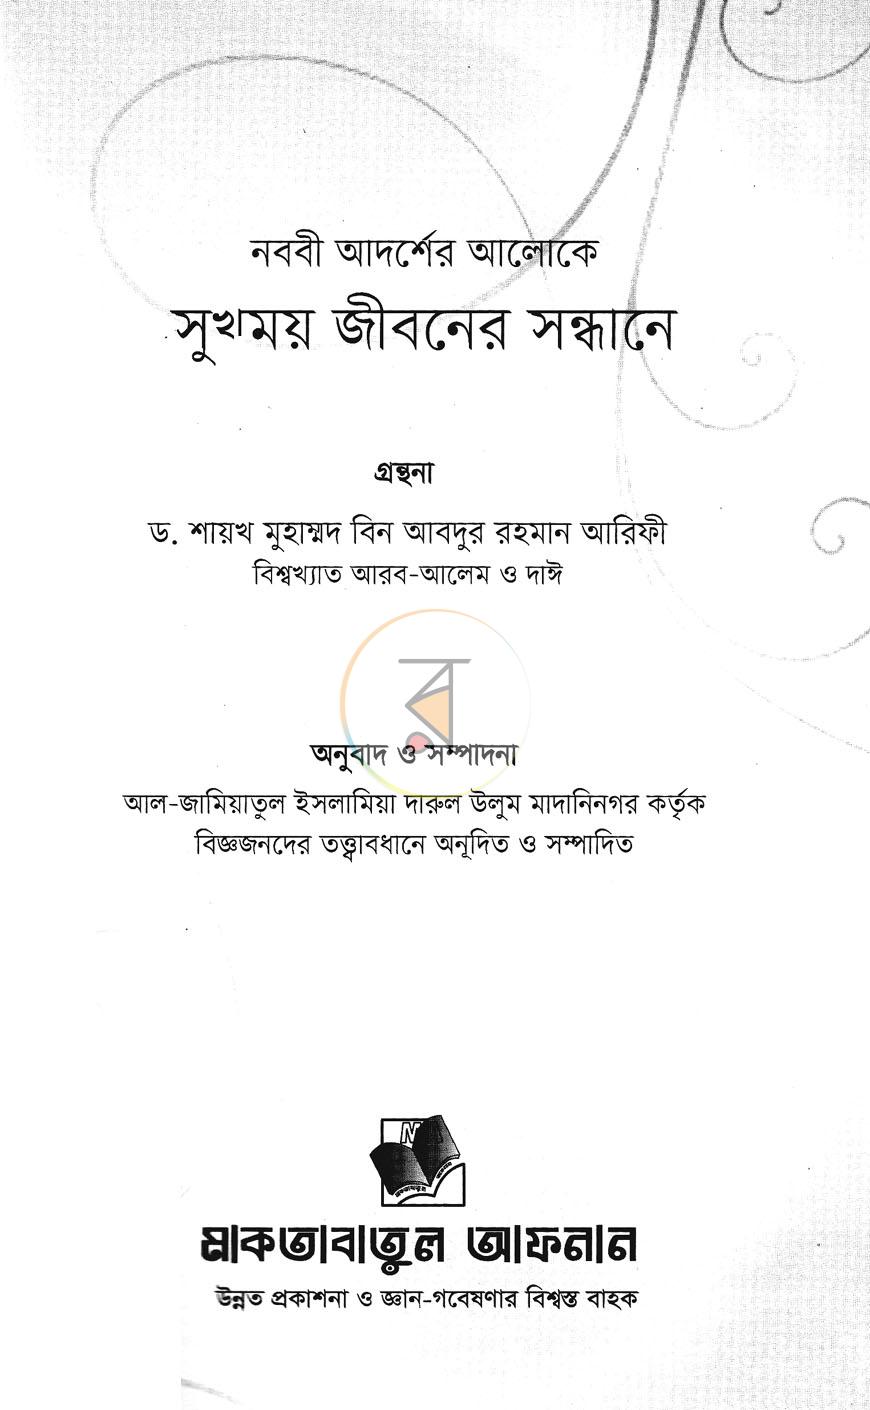 নববী আদর্শের আলোকে
সুখময় জীবনের সন্ধানে
গ্রন্থনা
ড. শায়খ মুহাম্মদ বিন আবদুর রহমান আরিফী
বিশ্বখ্যাত আরব-আলেম ও দাঈ
র
অনুবাদ ও সম্পাদনা
আল-জামিয়াতুল ইসলামিয়া দারুল উলুম মাদানিনগর কর্তৃক
বিজ্ঞজনদের তত্ত্বাবধানে অনূদিত ও সম্পাদিত
মাকতাবাতুল আফনান
উন্নত প্রকাশনা ও জ্ঞান-গবেষণার বিশ্বস্ত বাহক